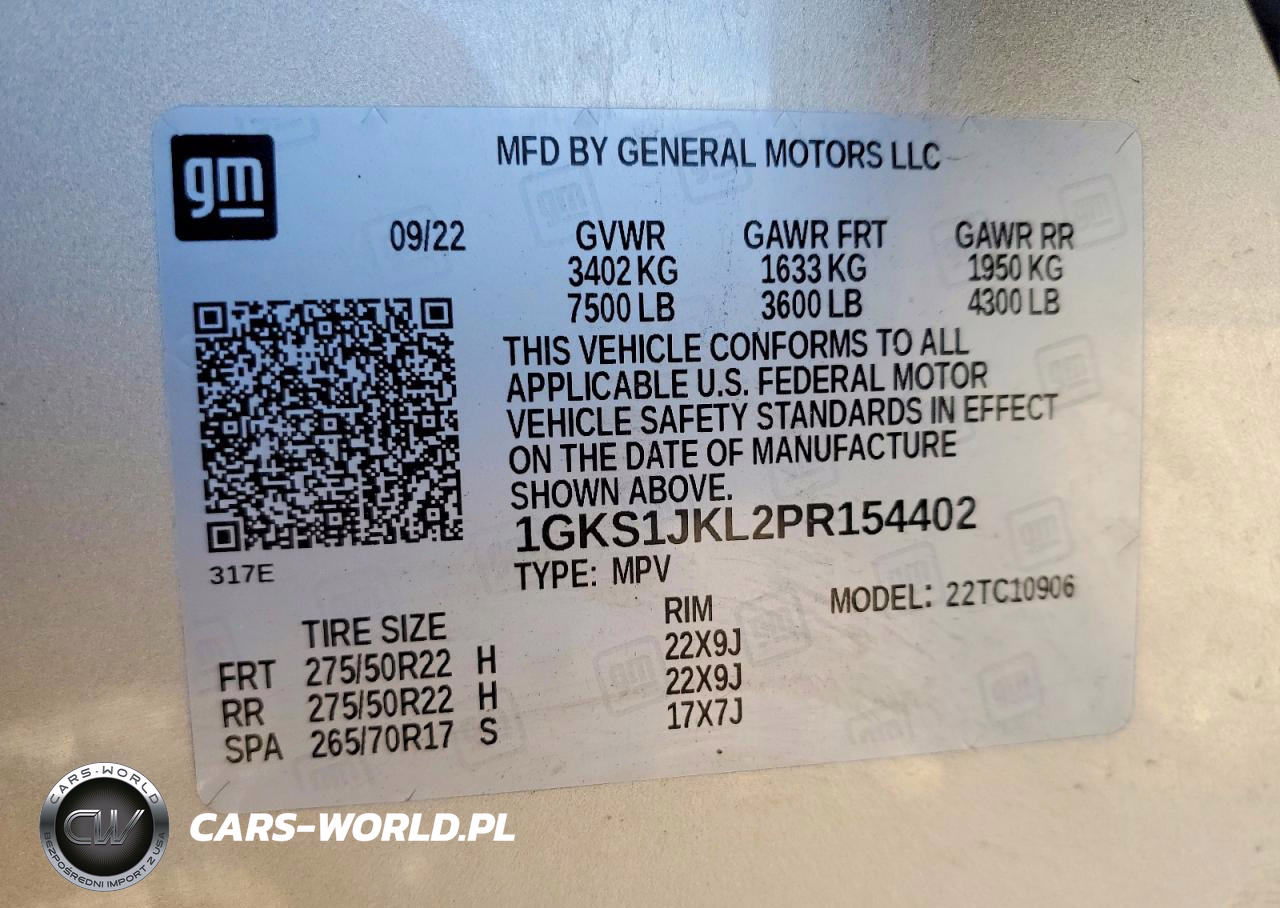 gm
MFD BY GENERAL MOTORS LLC
09/22 GVWR GAWR FRT GAWR RR
3402 KG 1633 KG 1950 KG
7500 LB 3600 LB 4300 LB
THIS VEHICLE CONFORMS TO ALL
APPLICABLE U.S. FEDERAL MOTOR
VEHICLE SAFETY STANDARDS IN EFFECT
ON THE DATE OF MANUFACTURE
SHOWN ABOVE.
1GKS1JKL2PR154402
317E
TYPE: MPV
MODEL: 22TC10906
TIRE SIZE RIM
FRT 275/50R22 H 22X9J
RR 275/50R22 H 22X9J
SPA 265/70R17 S 17X7J
CARS-WORLD
CW
BEZPOŚREDNI IMPORT Z USA
CARS-WORLD.PL